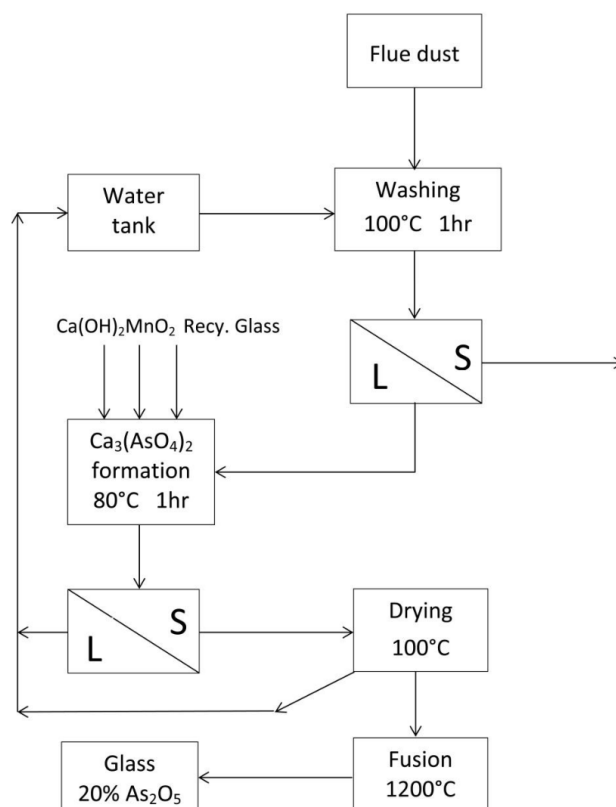 Flue dust
Water
tank
Washing
100°C 1hr
Ca(OH)₂MnO₂ Recy. Glass
L
S
Ca₃(AsO₄)₂
formation
80°C 1hr
L
S
Drying
100°C
Glass
20% As₂O₅
Fusion
1200°C